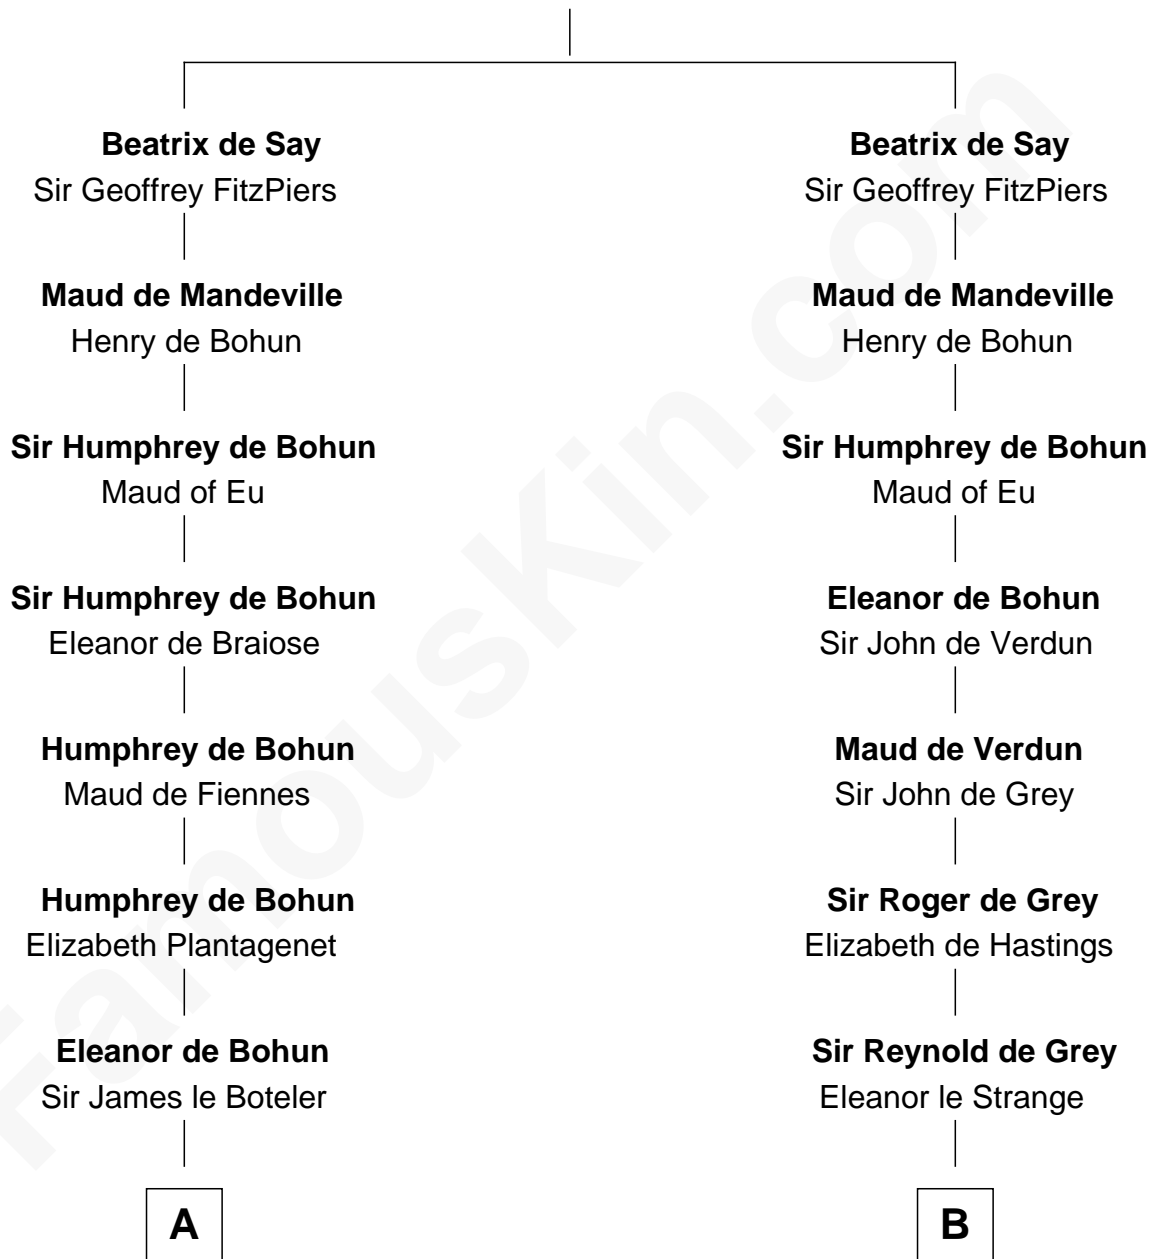 Beatrix de Say
Sir Geoffrey FitzPiers
Maud de Mandeville
Henry de Bohun
Sir Humphrey de Bohun
Maud of Eu
Sir Humphrey de Bohun
Eleanor de Braiose
Humphrey de Bohun
Maud de Fiennes
Humphrey de Bohun
Elizabeth Plantagenet
Eleanor de Bohun
Sir James le Boteler
A
Beatrix de Say
Sir Geoffrey FitzPiers
Maud de Mandeville
Henry de Bohun
Sir Humphrey de Bohun
Maud of Eu
Eleanor de Bohun
Sir John de Verdun
Maud de Verdun
Sir John de Grey
Sir Roger de Grey
Elizabeth de Hastings
Sir Reynold de Grey
Eleanor le Strange
B
FamousKin.com